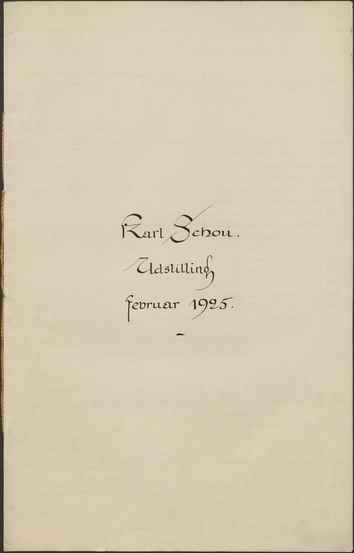 Karl Schou.
Udstilling
februar 1925.